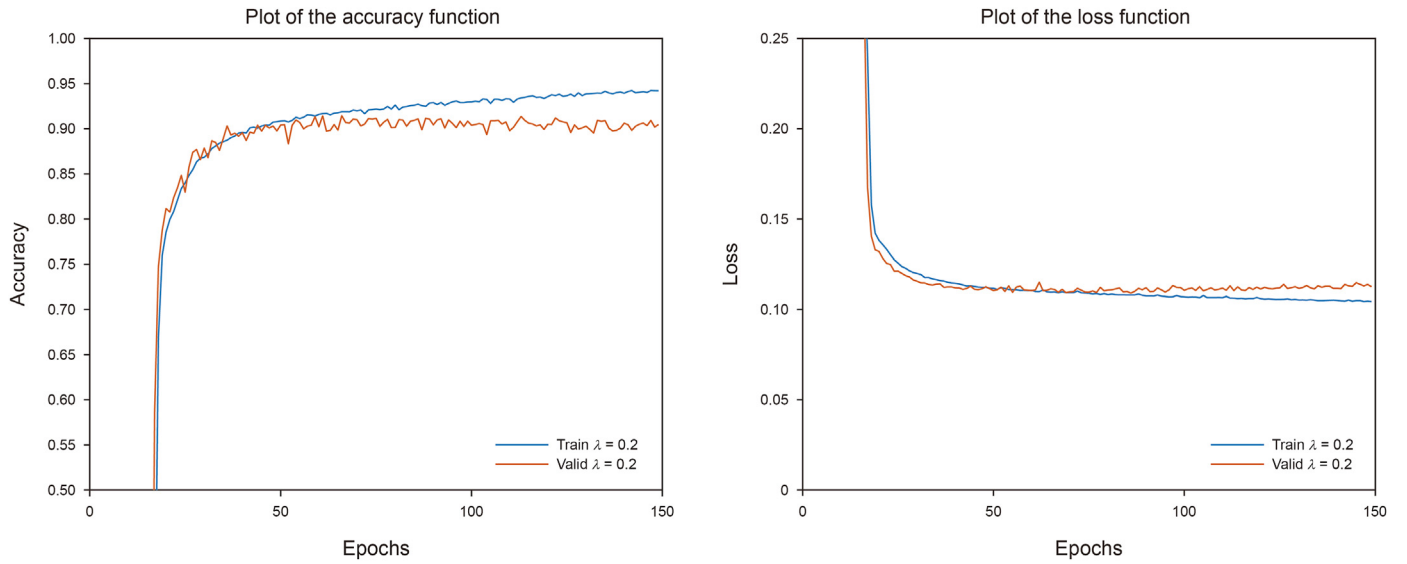 Plot of the accuracy function
1.00
0.95
0.90
0.85
0.80
0.75
0.70
0.65
0.60
0.55
0.50
Accuracy
0
50
100
150
Epochs
Train λ = 0.2
Valid λ = 0.2
Plot of the loss function
0.25
0.20
0.15
0.10
0.05
0
Loss
0
50
100
150
Epochs
Train λ = 0.2
Valid λ = 0.2